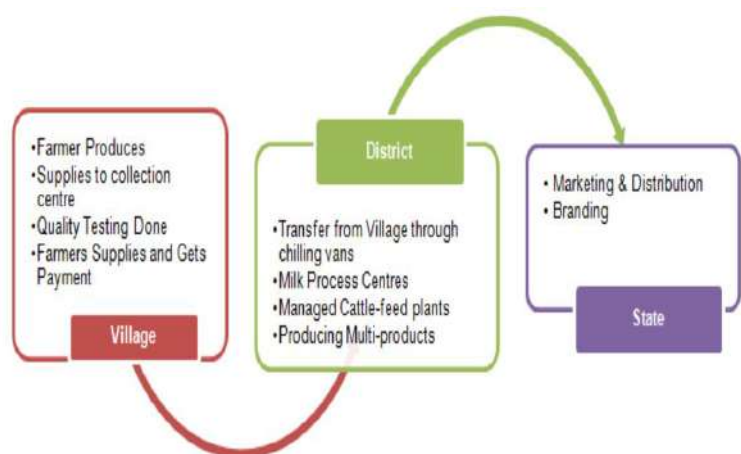 •Farmer Produces
•Supplies to collection
centre
•Quality Testing Done
•Farmers Supplies and Gets
Payment
Village
District
•Transfer from Village through
chilling vans
•Milk Process Centres
•Managed Cattle-feed plants
•Producing Multi-products
• Marketing & Distribution
• Branding
State